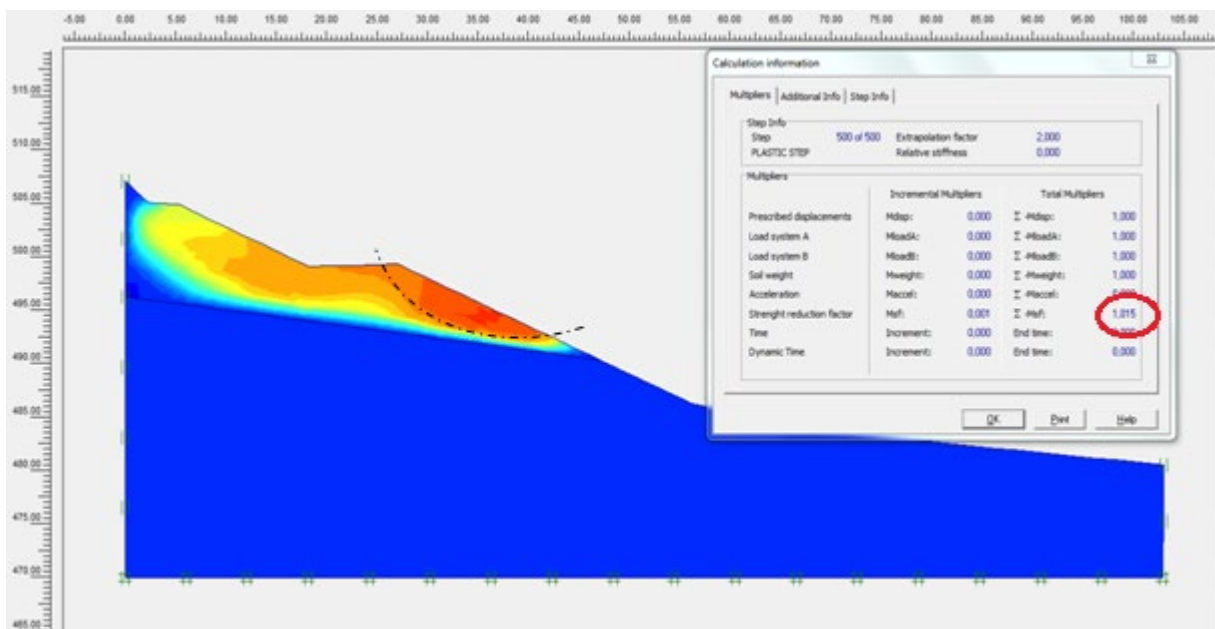 -5.00 0.00 5.00 10.00 15.00 20.00 25.00 30.00 35.00 40.00 45.00 50.00 55.00 60.00 65.00 70.00 75.00 80.00 85.00 90.00 95.00 100.00 105.00
Calculation information
Multipliers Additional Info Step Info
Step Info
Step 500 of 500 Extrapolation factor 2,000
PLASTIC STEP Relative stiffness 0,000
Multipliers
Incremental Multipliers Total Multipliers
Prescribed displacements Mdisp: 0,000 Σ -Mdisp: 1,000
Load system A MloadA: 0,000 Σ -MloadA: 1,000
Load system B MloadB: 0,000 Σ -MloadB: 1,000
Soil weight Mweight: 0,000 Σ -Mweight: 1,000
Acceleration Maccel: 0,000 Σ -Maccel: 0,000
Strenght reduction factor Msf: 0,001 Σ -Msf: 1,015
Time Increment: 0,000 End time:
Dynamic Time Increment: 0,000 End time: 0,000
OK Print Help
515.00
510.00
505.00
500.00
495.00
490.00
485.00
480.00
475.00
470.00
465.00